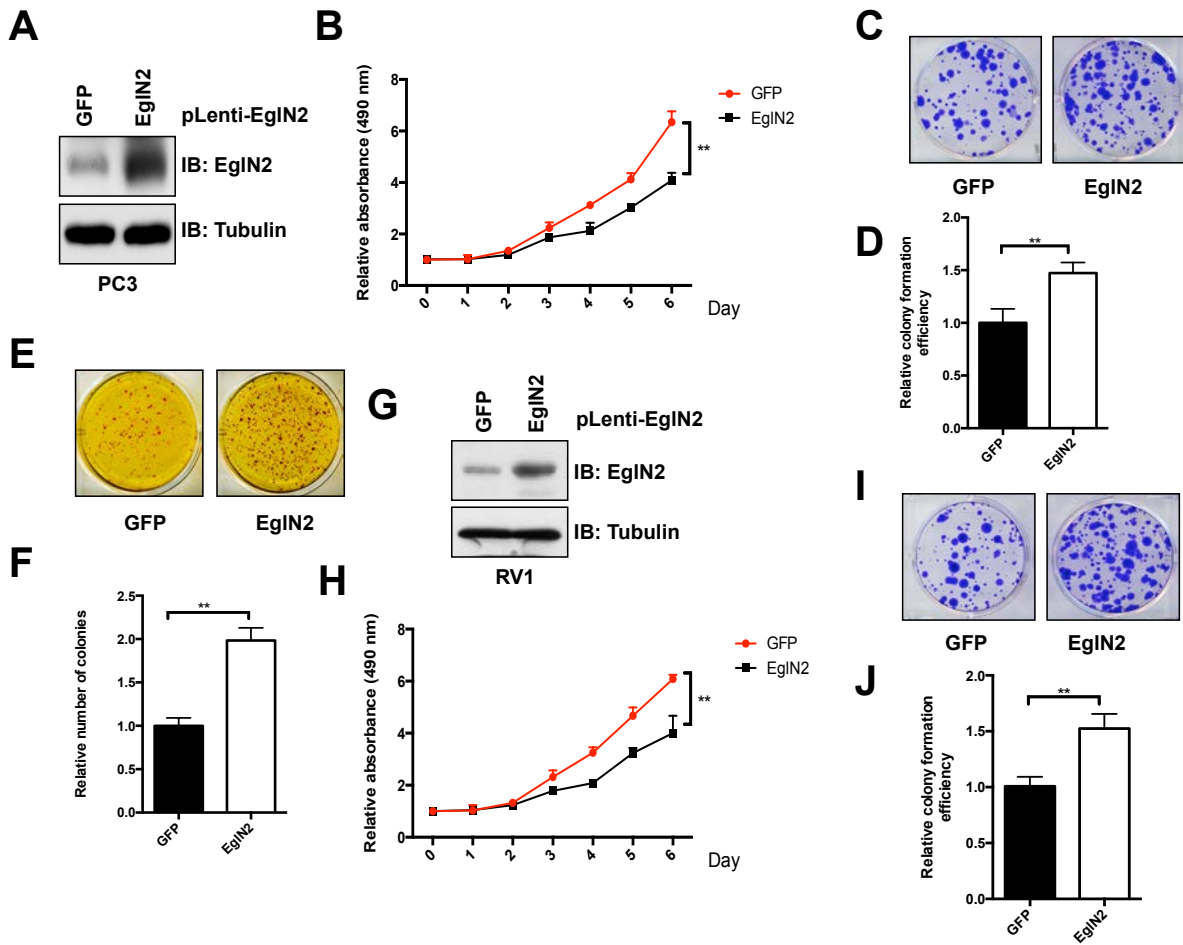 A
GFP
EglN2
pLenti-EglN2
IB: EglN2
IB: Tubulin
PC3
B
Relative absorbance (490 nm)
8
6
4
2
0
0
1
2
3
4
5
6
Day
GFP
EglN2
**
C
GFP
EglN2
D
Relative colony formation
efficiency
2.0
1.5
1.0
0.5
0.0
**
GFP
EglN2
E
GFP
EglN2
F
Relative number of colonies
2.5
2.0
1.5
1.0
0.5
0.0
**
GFP
EglN2
G
GFP
EglN2
pLenti-EglN2
IB: EglN2
IB: Tubulin
RV1
H
Relative absorbance (490 nm)
8
6
4
2
0
0
1
2
3
4
5
6
Day
GFP
EglN2
**
I
GFP
EglN2
J
Relative colony formation
efficiency
2.0
1.5
1.0
0.5
0.0
**
GFP
EglN2